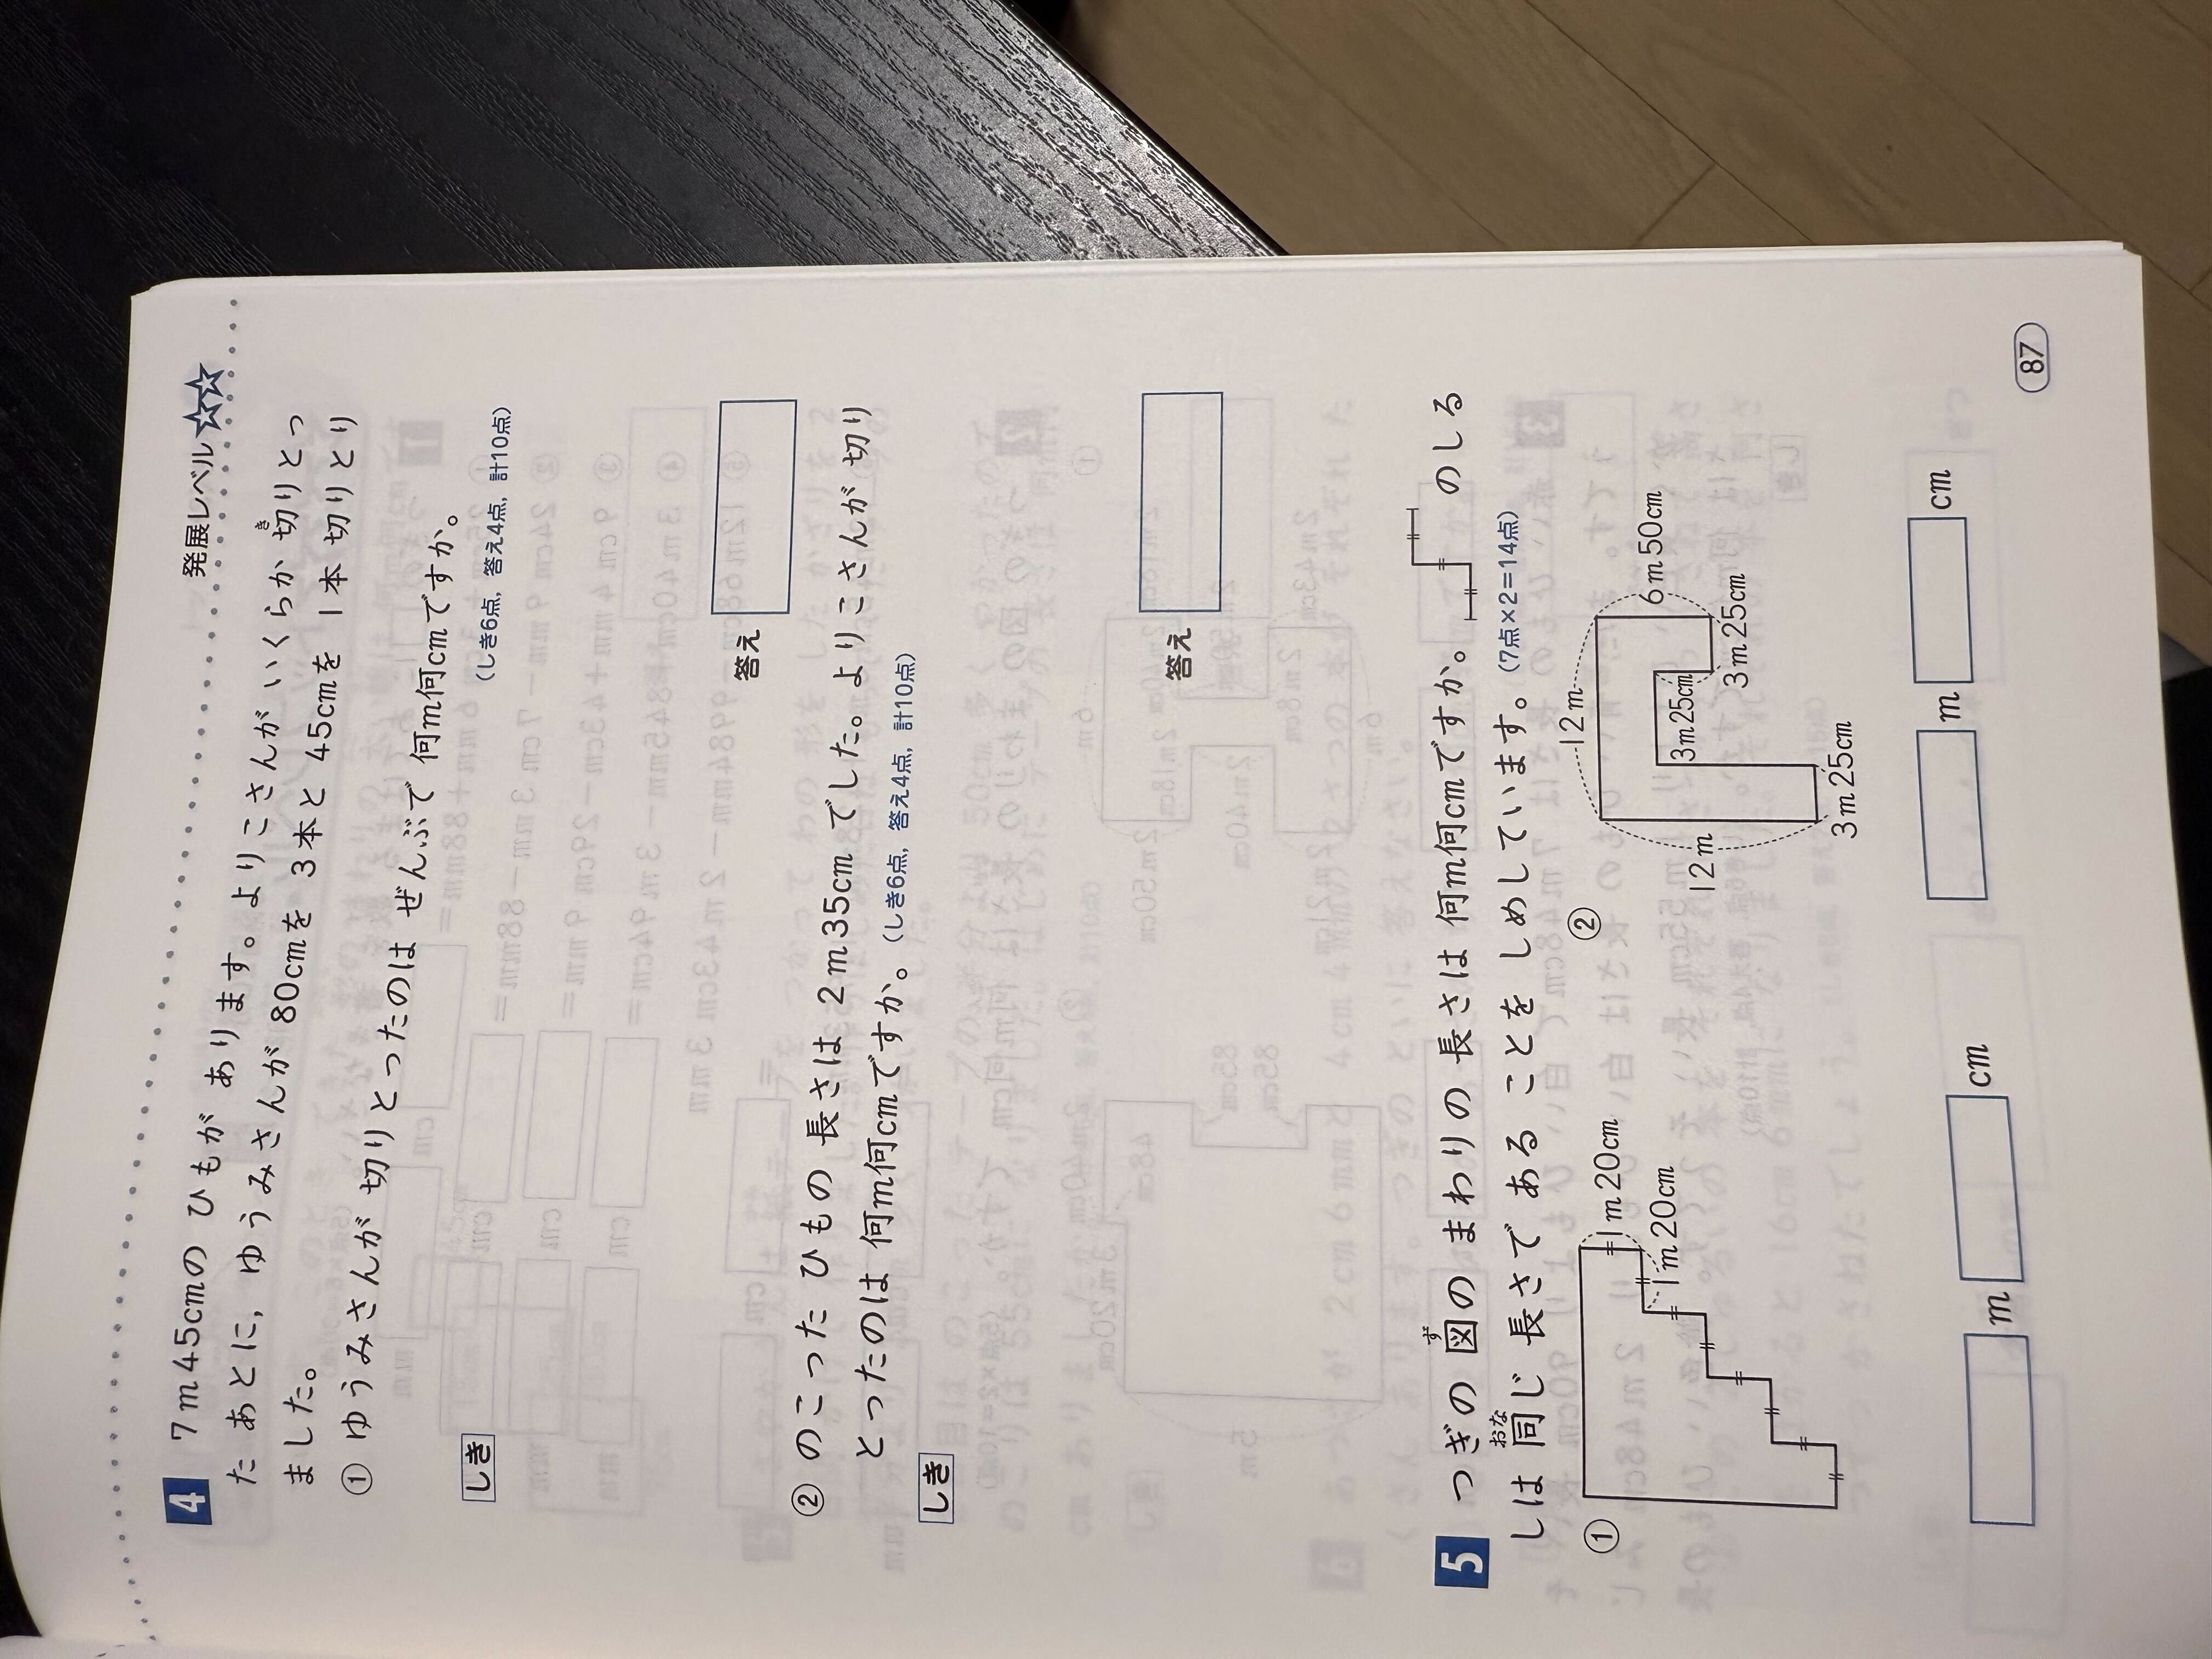 発展レベル☆☆
4 7m45cmの ひもが あります。よりこさんが いくらか 切りとっ
き
た あとに,ゆうみさんが 80cmを 3本と 45cmを 1本 切りとり
ました。
① ゆうみさんが 切りとったのは ぜんぶで 何m何cmですか。
(しき6点, 答え4点, 計10点)
しき
答え
② のこった ひもの 長さは 2m35cmでした。よりこさんが 切り
とったのは 何m何cmですか。(しき6点, 答え4点, 計10点)
しき
答え
5 つぎの 図の まわりの 長さは 何m何cmですか。 のしる
ず
しは 同じ 長さで ある ことを しめしています。(7点×2=14点)
おな
①
1m20cm
1m20cm
②
12m
12m
6m50cm
3m25cm
3m25cm
3m25cm
m cm
m cm
87